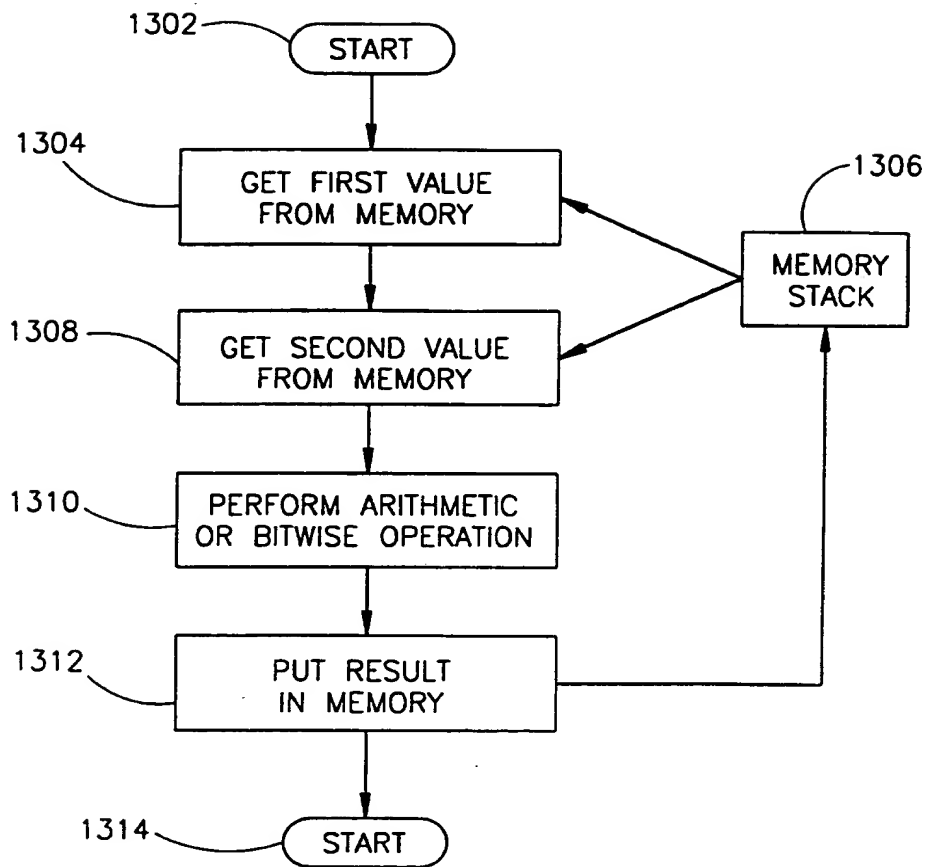 1302
START
1304
GET FIRST VALUE
FROM MEMORY
1306
MEMORY
STACK
1308
GET SECOND VALUE
FROM MEMORY
1310
PERFORM ARITHMETIC
OR BITWISE OPERATION
1312
PUT RESULT
IN MEMORY
1314
START